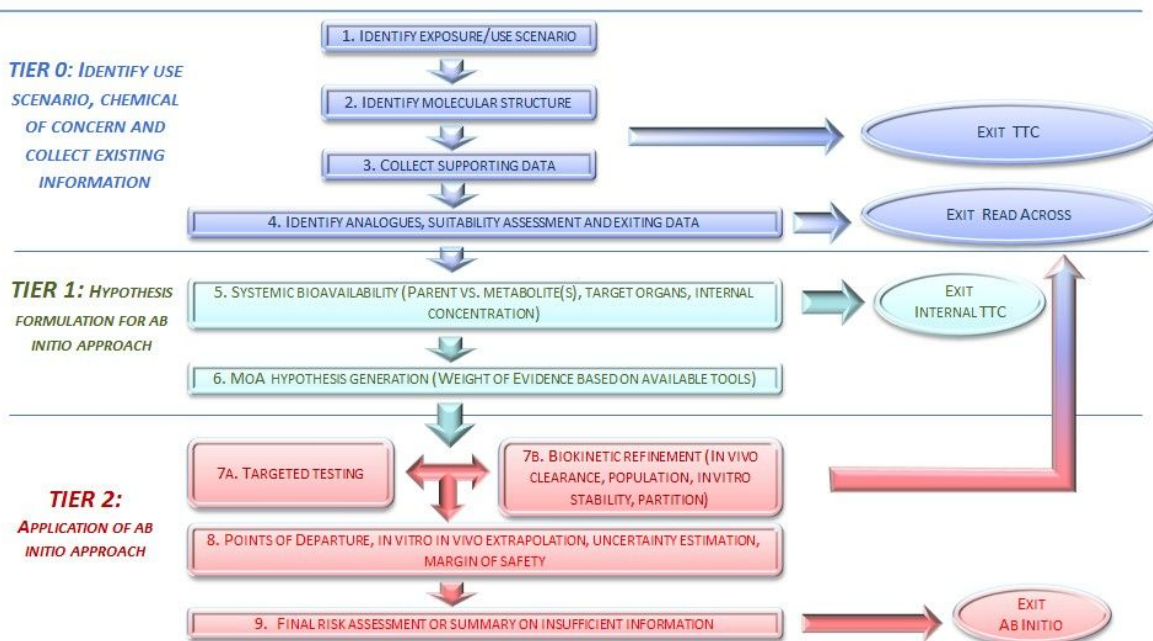 1. IDENTIFY EXPOSURE/USE SCENARIO
TIER 0: IDENTIFY USE
SCENARIO, CHEMICAL
OF CONCERN AND
COLLECT EXISTING
INFORMATION
2. IDENTIFY MOLECULAR STRUCTURE
EXIT TTC
3. COLLECT SUPPORTING DATA
4. IDENTIFY ANALOGUES, SUITABILITY ASSESSMENT AND EXITING DATA
EXIT READ ACROSS
TIER 1: HYPOTHESIS
FORMULATION FOR AB
INITIO APPROACH
5. SYSTEMIC BIOAVAILABILITY (PARENT VS. METABOLITE(S), TARGET ORGANS, INTERNAL
CONCENTRATION)
EXIT
INTERNAL TTC
6. MOA HYPOTHESIS GENERATION (WEIGHT OF EVIDENCE BASED ON AVAILABLE TOOLS)
TIER 2:
APPLICATION OF AB
INITIO APPROACH
7A. TARGETED TESTING
7B. BIOKINETIC REFINEMENT (IN VIVO
CLEARANCE, POPULATION, IN VITRO
STABILITY, PARTITION)
8. POINTS OF DEPARTURE, IN VITRO IN VIVO EXTRAPOLATION, UNCERTAINTY ESTIMATION,
MARGIN OF SAFETY
9. FINAL RISK ASSESSMENT OR SUMMARY ON INSUFFICIENT INFORMATION
EXIT
AB INITIO